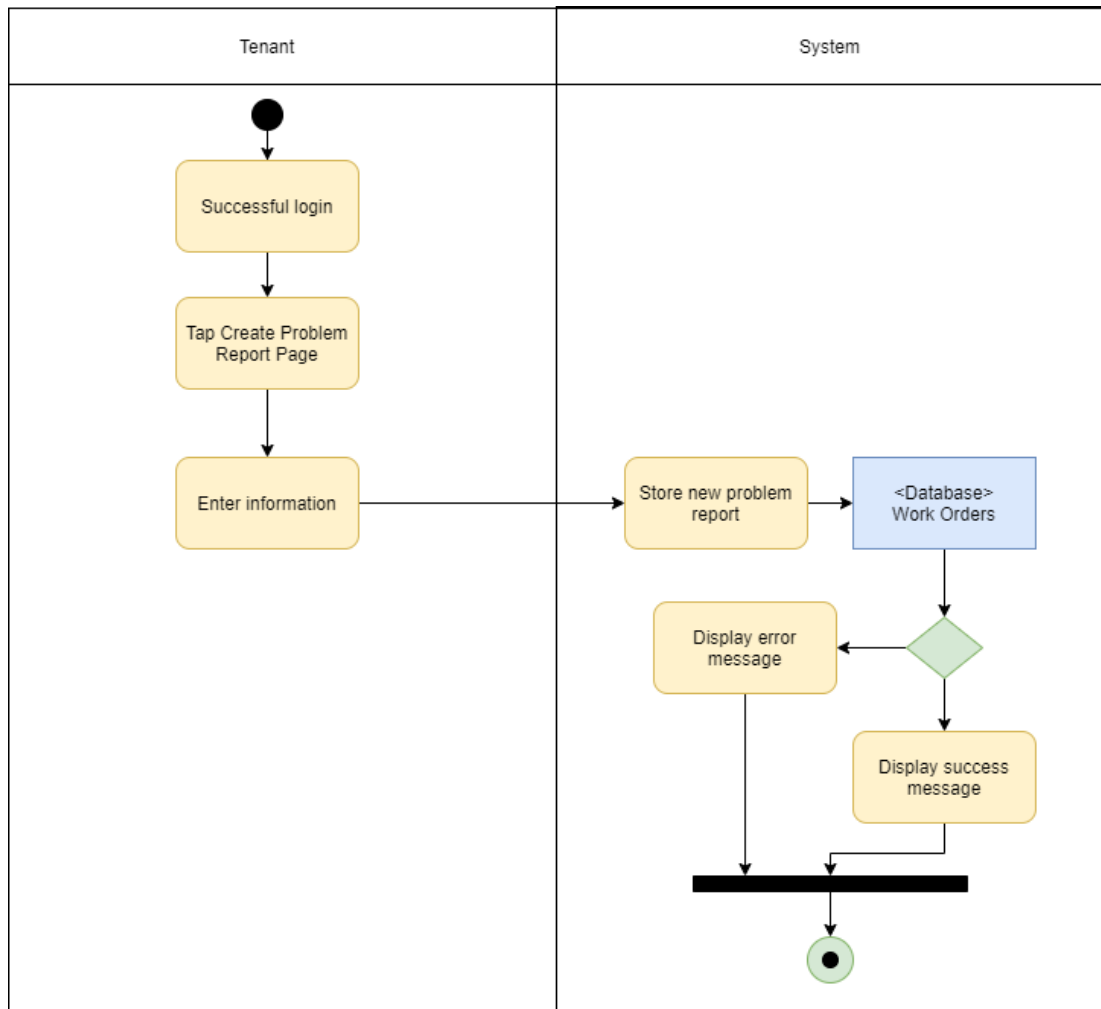 Tenant
System
Successful login
Tap Create Problem
Report Page
Enter information
Store new problem
report
<Database>
Work Orders
Display error
message
Display success
message